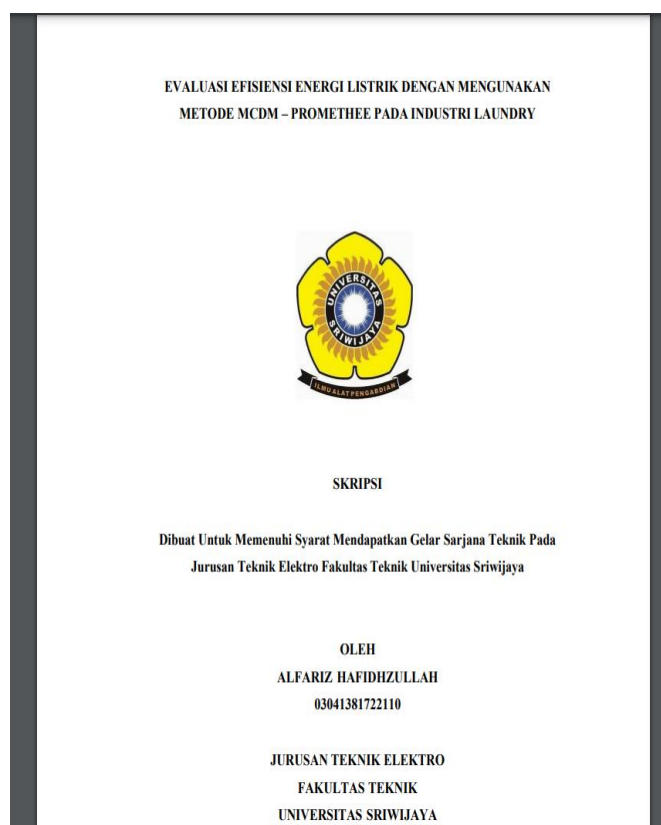 EVALUASI EFISIENSI ENERGI LISTRIK DENGAN MENGUNAKAN
METODE MCDM – PROMETHEE PADA INDUSTRI LAUNDRY
UNIVERSITAS
SRIWIJAYA
ILMU ALAT PENGABDIAN
SKRIPSI
Dibuat Untuk Memenuhi Syarat Mendapatkan Gelar Sarjana Teknik Pada
Jurusan Teknik Elektro Fakultas Teknik Universitas Sriwijaya
OLEH
ALFARIZ HAFIDHZULLAH
03041381722110
JURUSAN TEKNIK ELEKTRO
FAKULTAS TEKNIK
UNIVERSITAS SRIWIJAYA